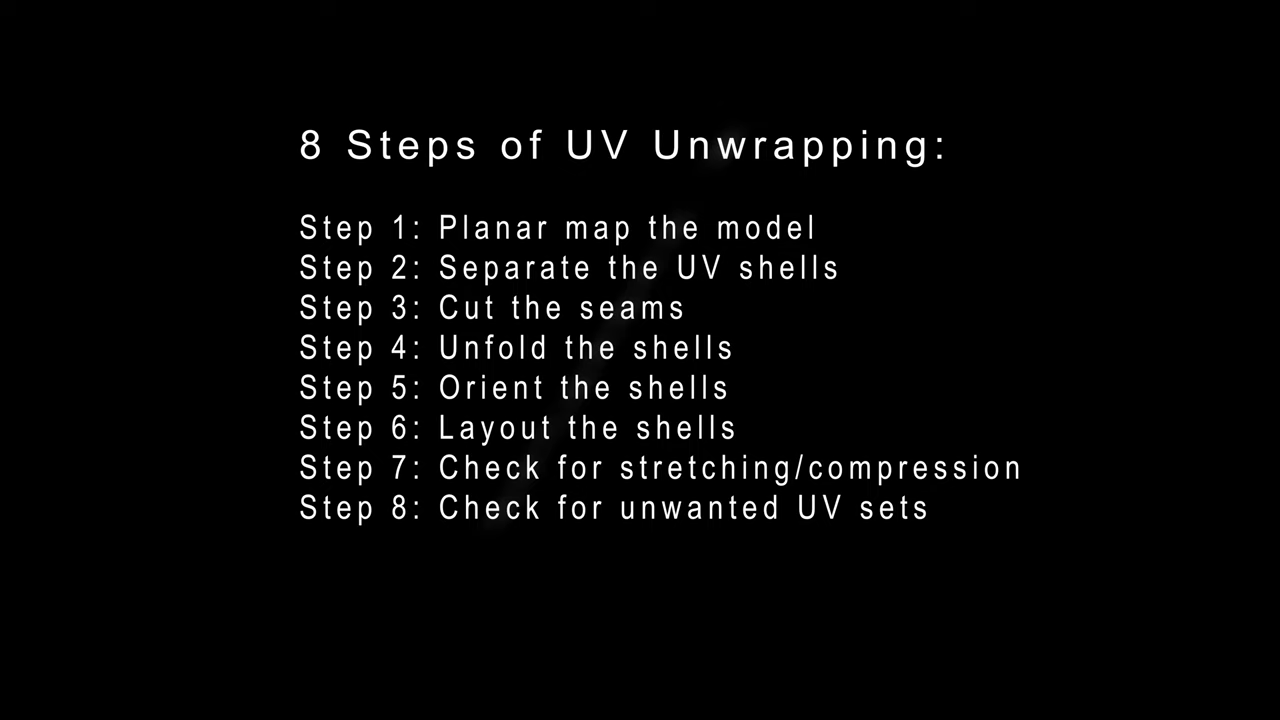 8 Steps of UV Unwrapping:
Step 1: Planar map the model
Step 2: Separate the UV shells
Step 3: Cut the seams
Step 4: Unfold the shells
Step 5: Orient the shells
Step 6: Layout the shells
Step 7: Check for stretching/compression
Step 8: Check for unwanted UV sets